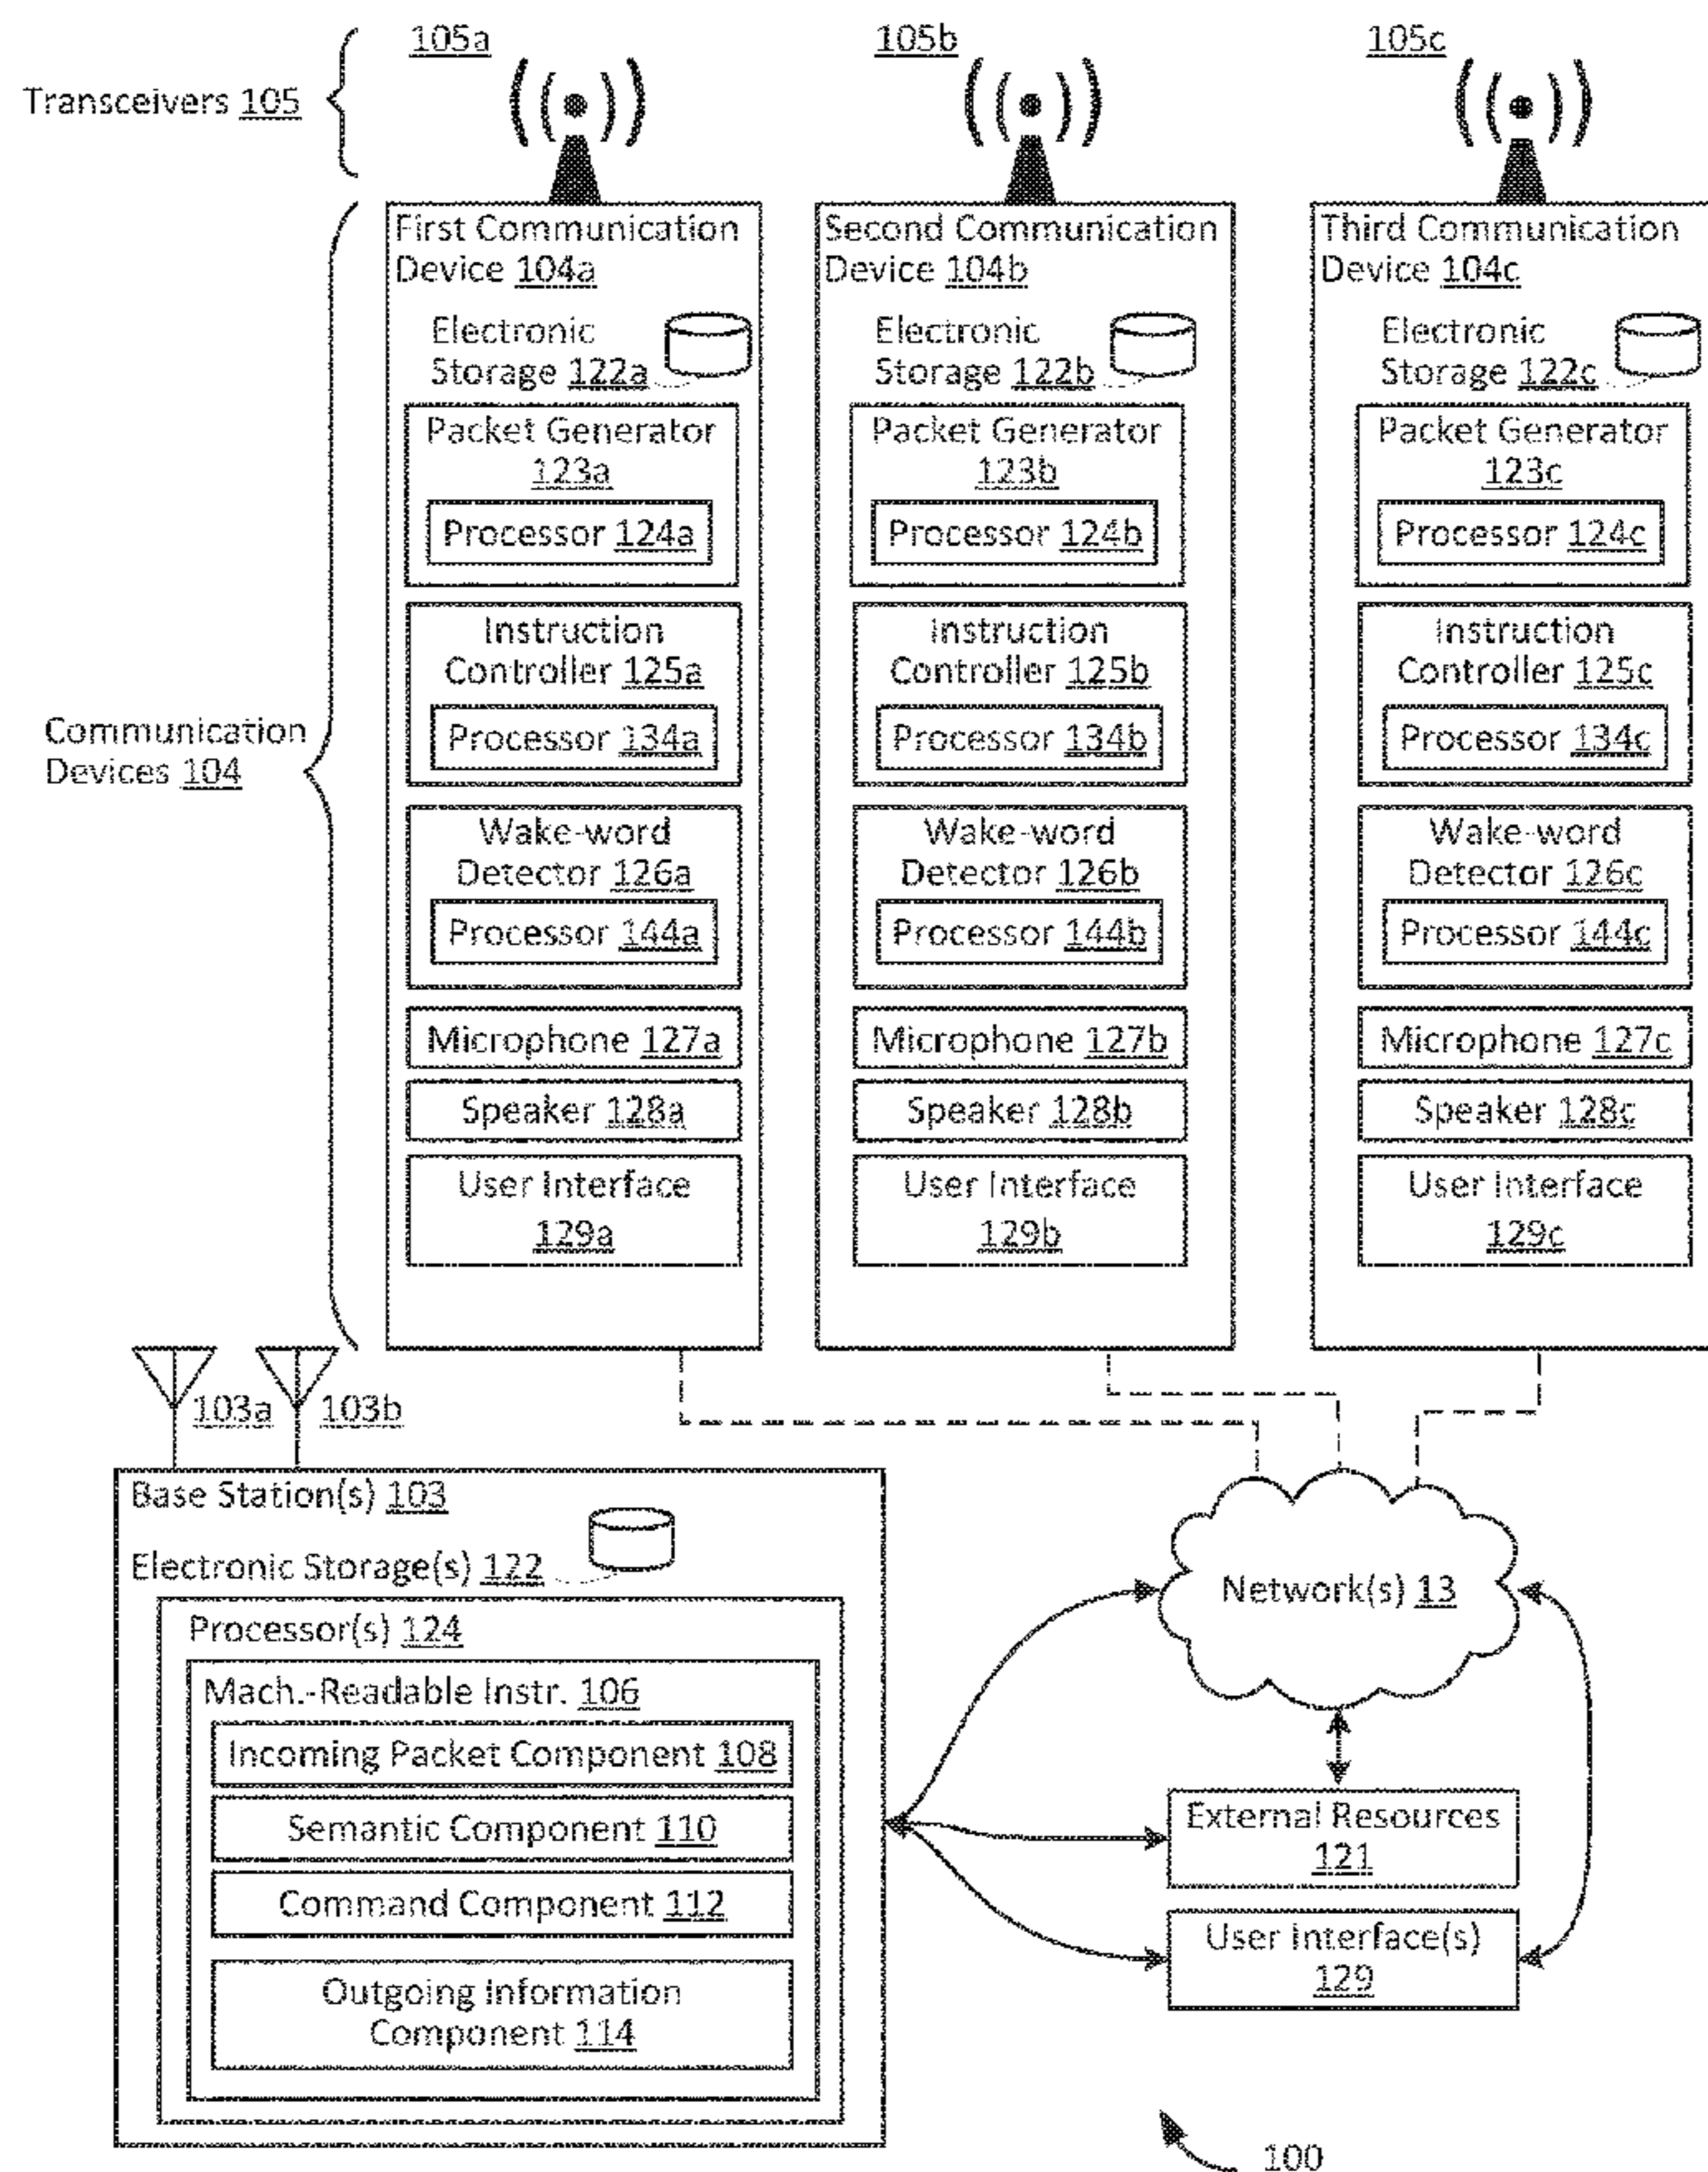 105a
105b
105c
Transceivers 105
First Communication
Device 104a
Electronic
Storage 122a
Packet Generator
123a
Processor 124a
Instruction
Controller 125a
Processor 134a
Wake-word
Detector 126a
Processor 144a
Microphone 127a
Speaker 128a
User Interface
129a
Second Communication
Device 104b
Electronic
Storage 122b
Packet Generator
123b
Processor 124b
Instruction
Controller 125b
Processor 134b
Wake-word
Detector 126b
Processor 144b
Microphone 127b
Speaker 128b
User Interface
129b
Third Communication
Device 104c
Electronic
Storage 122c
Packet Generator
123c
Processor 124c
Instruction
Controller 125c
Processor 134c
Wake-word
Detector 126c
Processor 144c
Microphone 127c
Speaker 128c
User Interface
129c
Communication
Devices 104
103a
103b
Base Station(s) 103
Electronic Storage(s) 122
Processor(s) 124
Mach.-Readable Instr. 106
Incoming Packet Component 108
Semantic Component 110
Command Component 112
Outgoing Information
Component 114
Network(s) 13
External Resources
121
User Interface(s)
129
100